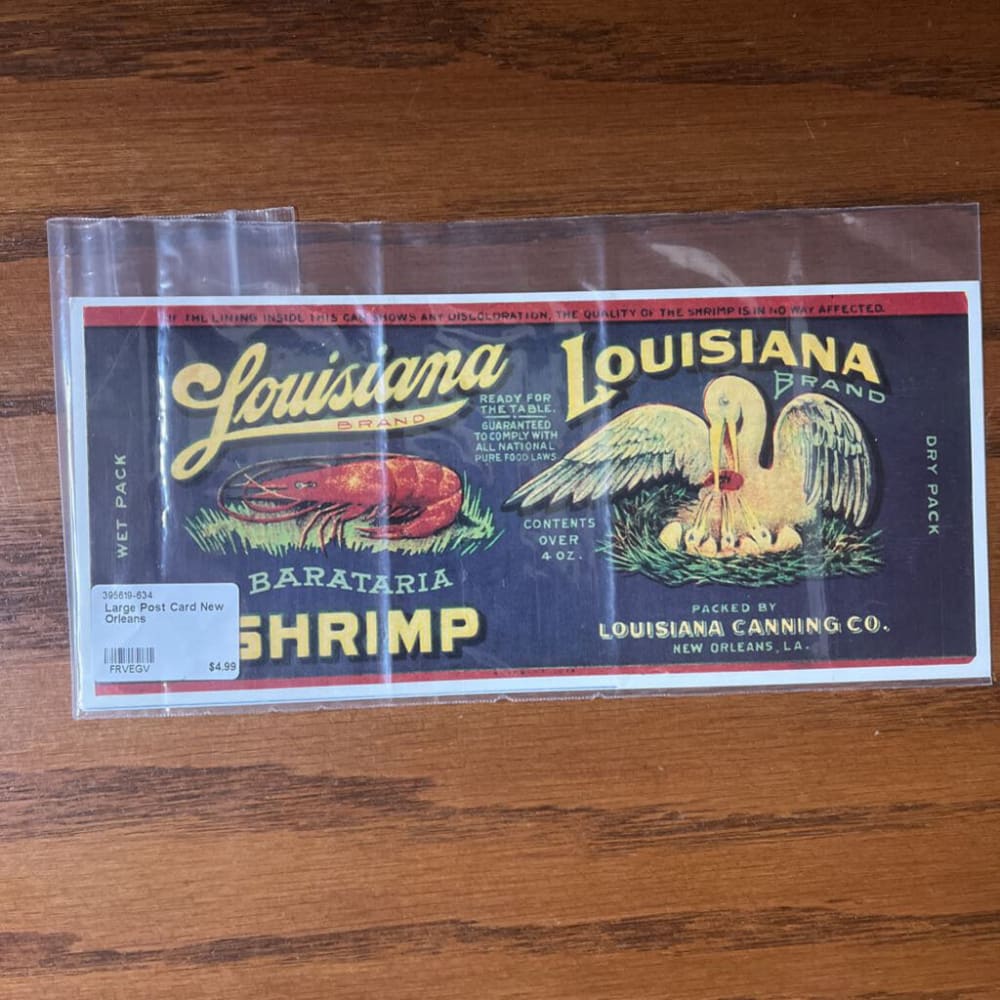 IF THE LINING INSIDE THIS CAN SHOWS ANY DISCOLORATION, THE QUALITY OF THE SHRIMP IS IN NO WAY AFFECTED.
Louisiana
BRAND
READY FOR
THE TABLE.
GUARANTEED
TO COMPLY WITH
ALL NATIONAL
PURE FOOD LAWS
LOUISIANA
BRAND
WET PACK
CONTENTS
OVER
4 OZ.
DRY PACK
BARATARIA
SHRIMP
PACKED BY
LOUISIANA CANNING CO.
NEW ORLEANS, LA.
395619-634
Large Post Card New
Orleans
FRVEGV
$4.99